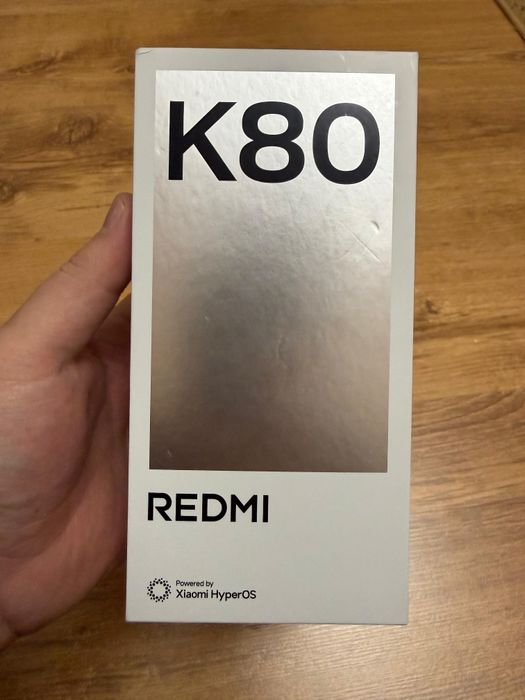 K80
REDMI
Powered by
Xiaomi HyperOS